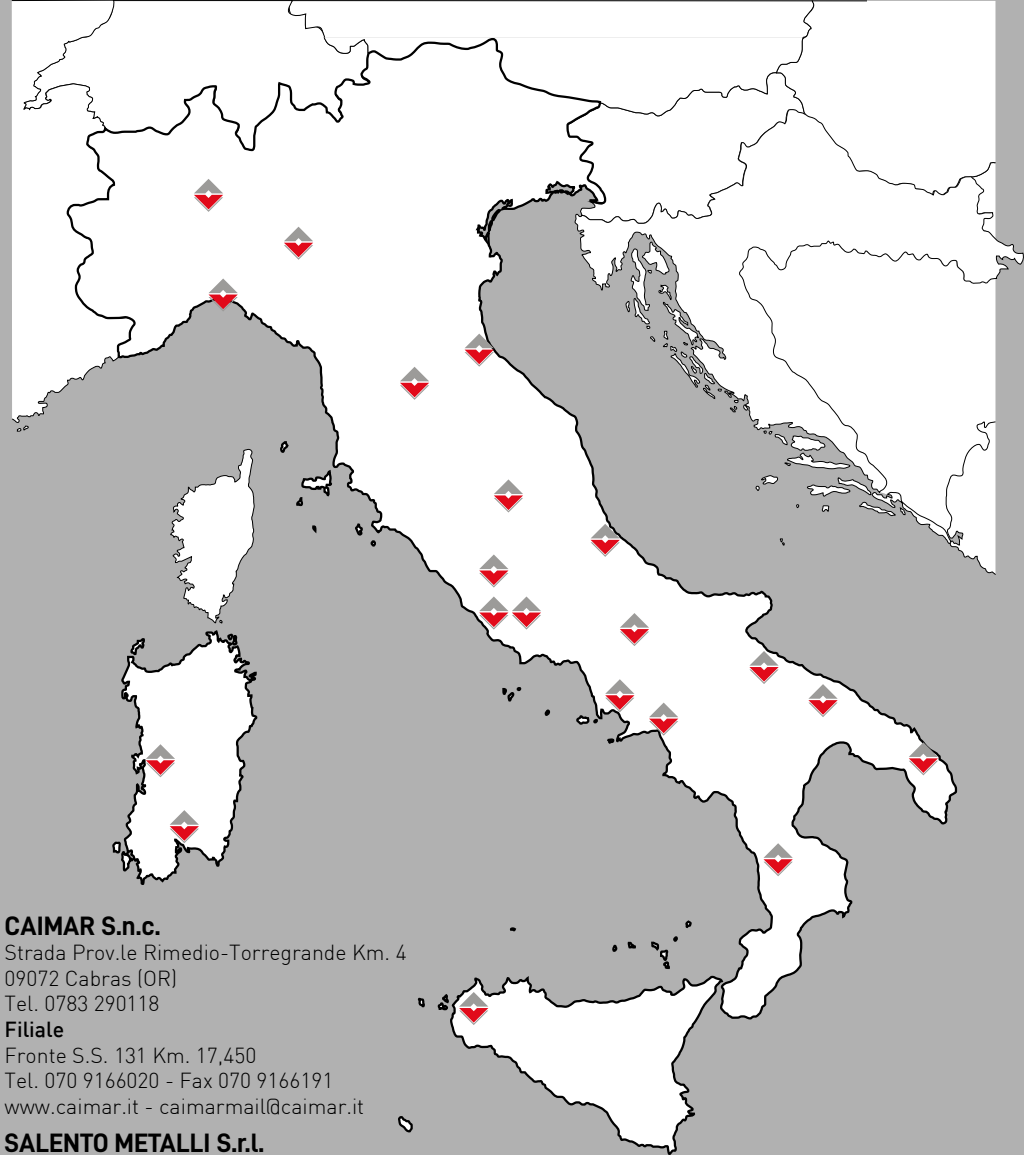 CAIMAR S.n.c.
Strada Prov.le Rimedio-Torregrande Km. 4
09072 Cabras (OR)
Tel. 0783 290118
Filiale
Fronte S.S. 131 Km. 17,450
Tel. 070 9166020 - Fax 070 9166191
www.caimar.it - caimarmail@caimar.it
SALENTO METALLI S.r.l.